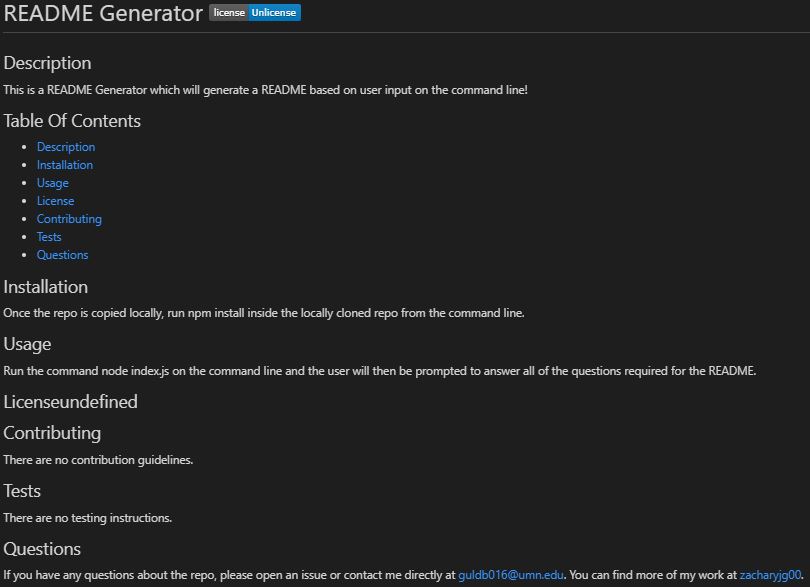 README Generator license Unlicense
Description
This is a README Generator which will generate a README based on user input on the command line!
Table Of Contents
Description
Installation
Usage
License
Contributing
Tests
Questions
Installation
Once the repo is copied locally, run npm install inside the locally cloned repo from the command line.
Usage
Run the command node index.js on the command line and the user will then be prompted to answer all of the questions required for the README.
Licenseundefined
Contributing
There are no contribution guidelines.
Tests
There are no testing instructions.
Questions
If you have any questions about the repo, please open an issue or contact me directly at guldb016@umn.edu. You can find more of my work at zacharyjg00.